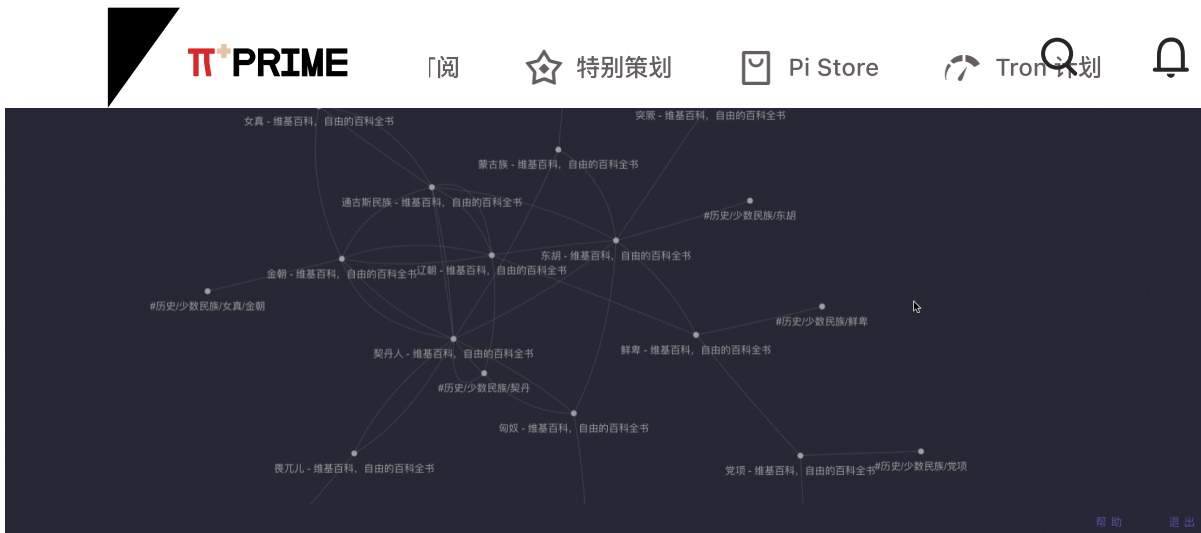 π+PRIME
阅
特别策划
Pi Store
Tron 计划
女真 - 维基百科，自由的百科全书
突厥 - 维基百科，自由的百科全书
蒙古族 - 维基百科，自由的百科全书
通古斯民族 - 维基百科，自由的百科全书
#历史/少数民族/东胡
东胡 - 维基百科，自由的百科全书
金朝 - 维基百科，自由的百科全书
辽朝 - 维基百科，自由的百科全书
#历史/少数民族/女真/金朝
#历史/少数民族/鲜卑
契丹人 - 维基百科，自由的百科全书
鲜卑 - 维基百科，自由的百科全书
#历史/少数民族/契丹
匈奴 - 维基百科，自由的百科全书
畏兀儿 - 维基百科，自由的百科全书
党项 - 维基百科，自由的百科全书
#历史/少数民族/党项
帮助
退出